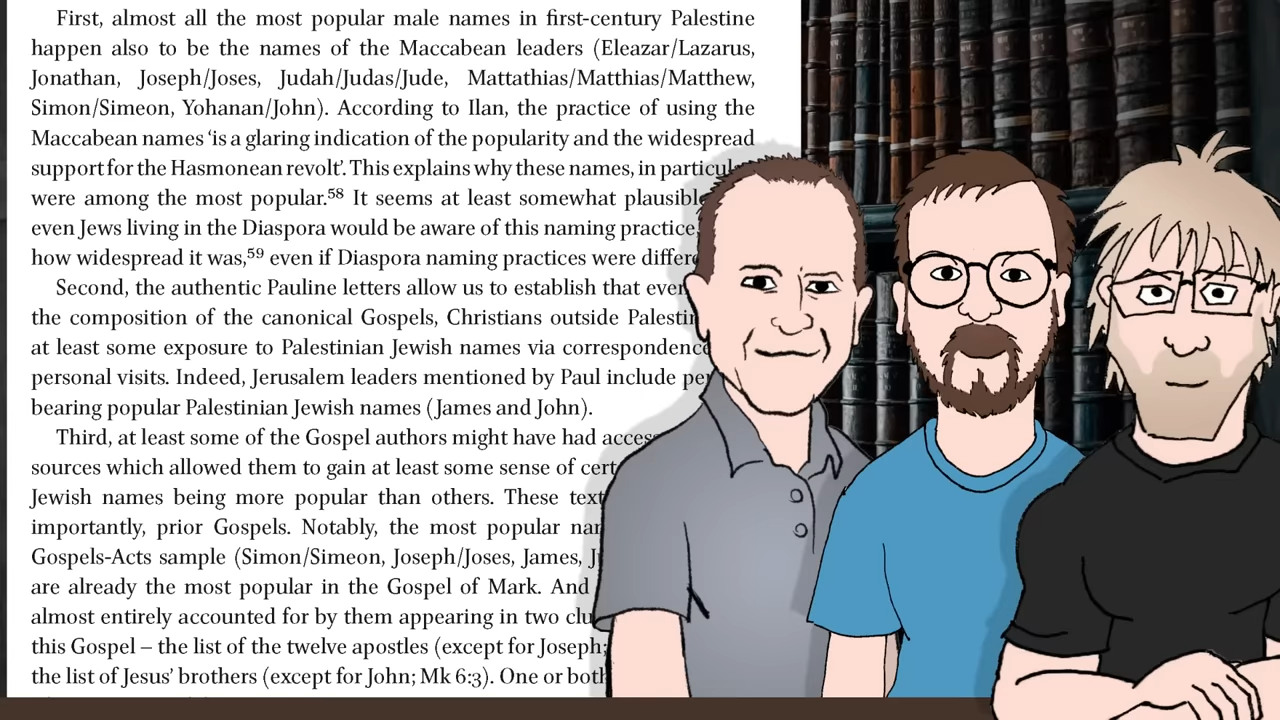 First, almost all the most popular male names in first-century Palestine
happen also to be the names of the Maccabean leaders (Eleazar/Lazarus,
Jonathan, Joseph/Joses, Judah/Judas/Jude, Mattathias/Matthias/Matthew,
Simon/Simeon, Yohanan/John). According to Ilan, the practice of using the
Maccabean names ‘is a glaring indication of the popularity and the widespread
support for the Hasmonean revolt’. This explains why these names, in
were among the most popular.⁵⁸ It seems at least somewhat
even Jews living in the Diaspora would be aware of this naming practice,
how widespread it was,⁵⁹ even if Diaspora naming practices were
Second, the authentic Pauline letters allow us to establish that
the composition of the canonical Gospels, Christians outside
at least some exposure to Palestinian Jewish names via correspondence
personal visits. Indeed, Jerusalem leaders mentioned by Paul include
bearing popular Palestinian Jewish names (James and John).
Third, at least some of the Gospel authors might have had
sources which allowed them to gain at least some sense of
Jewish names being more popular than others. These
importantly, prior Gospels. Notably, the most popular
Gospels-Acts sample (Simon/Simeon, Joseph/Joses, James,
are already the most popular in the Gospel of Mark. And
almost entirely accounted for by them appearing in two
this Gospel – the list of the twelve apostles (except for Joseph;
the list of Jesus’ brothers (except for John; Mk 6:3). One or both